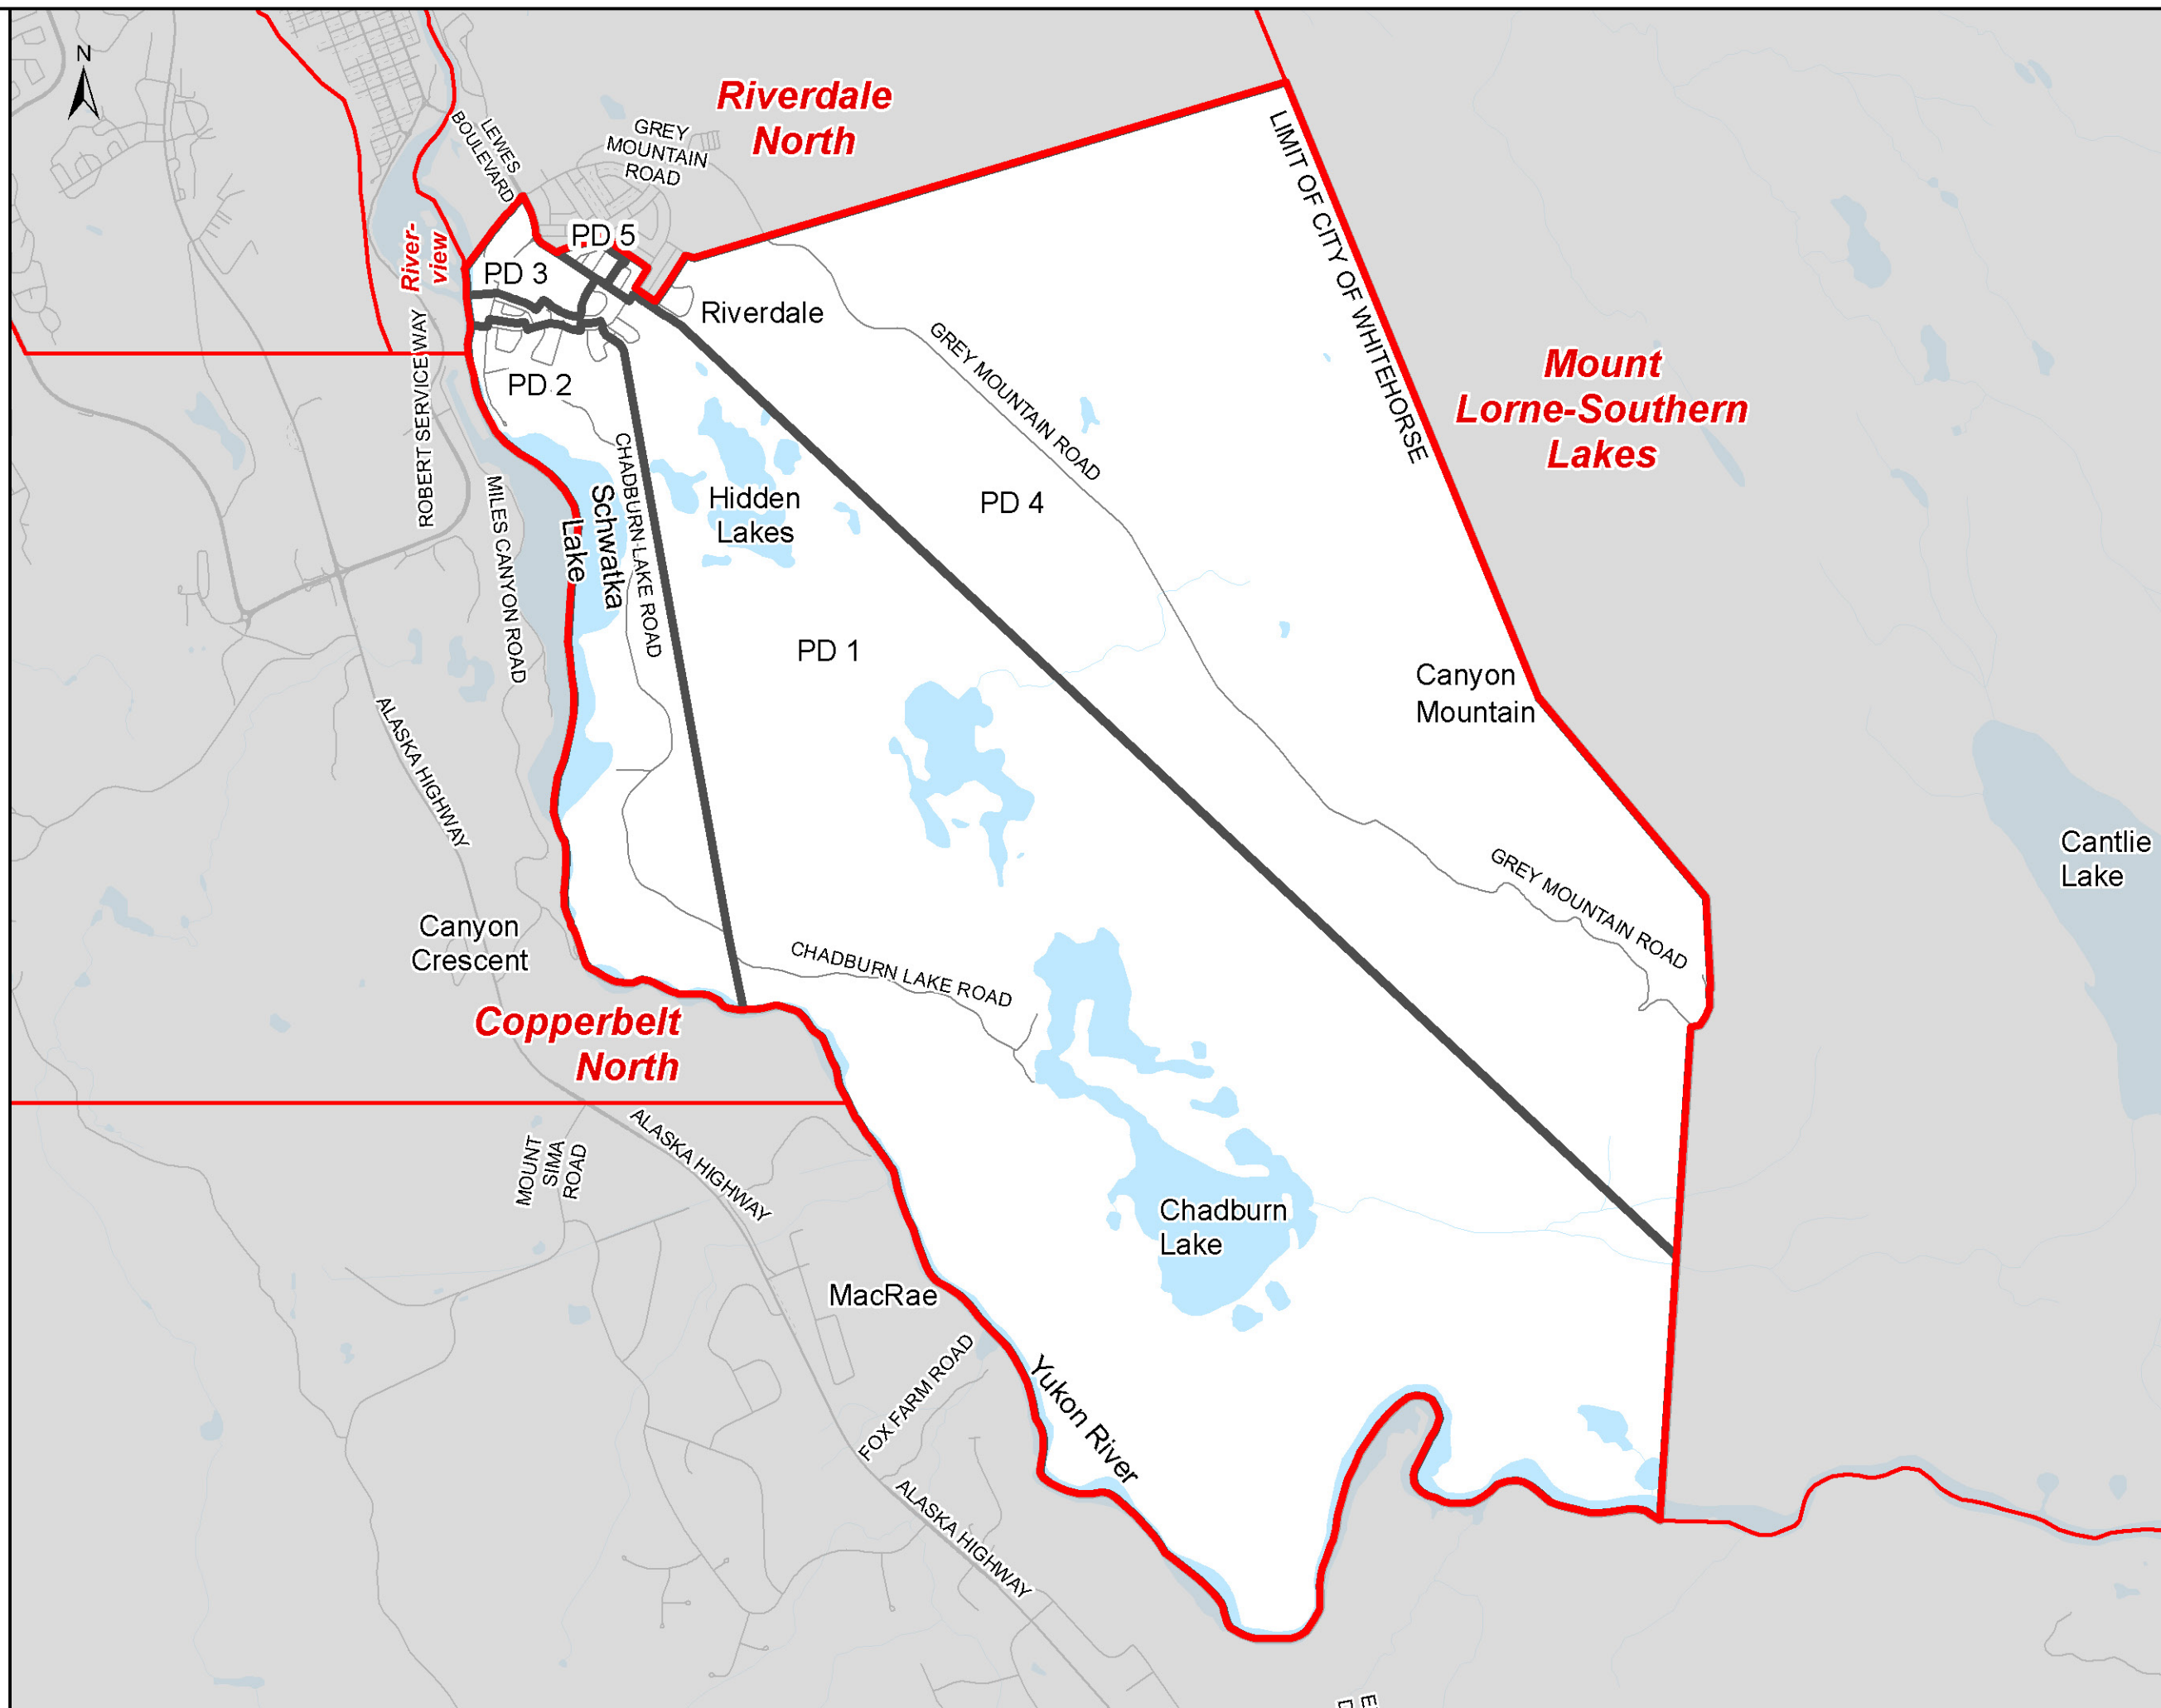 N
Riverdale
North
GREY
MOUNTAIN
ROAD
LEWES
BOULEVARD
LIMIT OF CITY OF WHITEHORSE
River-
view
PD 5
PD 3
Riverdale
GREY MOUNTAIN ROAD
Mount
Lorne-Southern
Lakes
PD 2
ROBERT SERVICE WAY
CHADBURN LAKE ROAD
Schwatka
Lake
Hidden
Lakes
PD 4
MILES CANYON ROAD
PD 1
Canyon
Mountain
ALASKA HIGHWAY
Cantlie
Lake
GREY MOUNTAIN ROAD
Canyon
Crescent
CHADBURN LAKE ROAD
Copperbelt
North
MOUNT
SIMA
ROAD
ALASKA HIGHWAY
Chadburn
Lake
MacRae
FOX FARM ROAD
Yukon River
ALASKA HIGHWAY